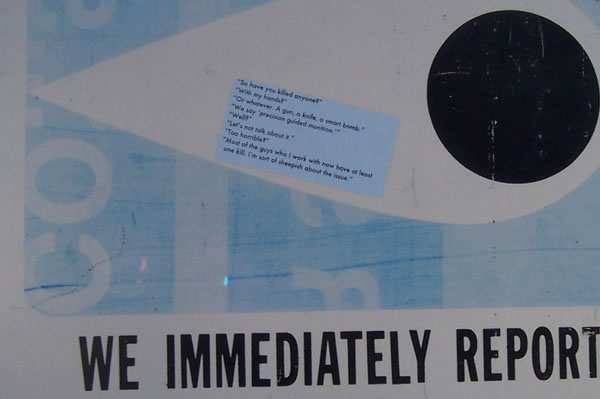 "So have you killed anyone?"
"With my hands?"
"Or whatever. A gun, a knife, a smart bomb."
"We say 'precision guided munition.'"
"Well?"
"Let's not talk about it."
"Too horrible?"
"Most of the guys who I work with now have at least
one kill. I'm sort of sheepish about the issue."
WE IMMEDIATELY REPORT